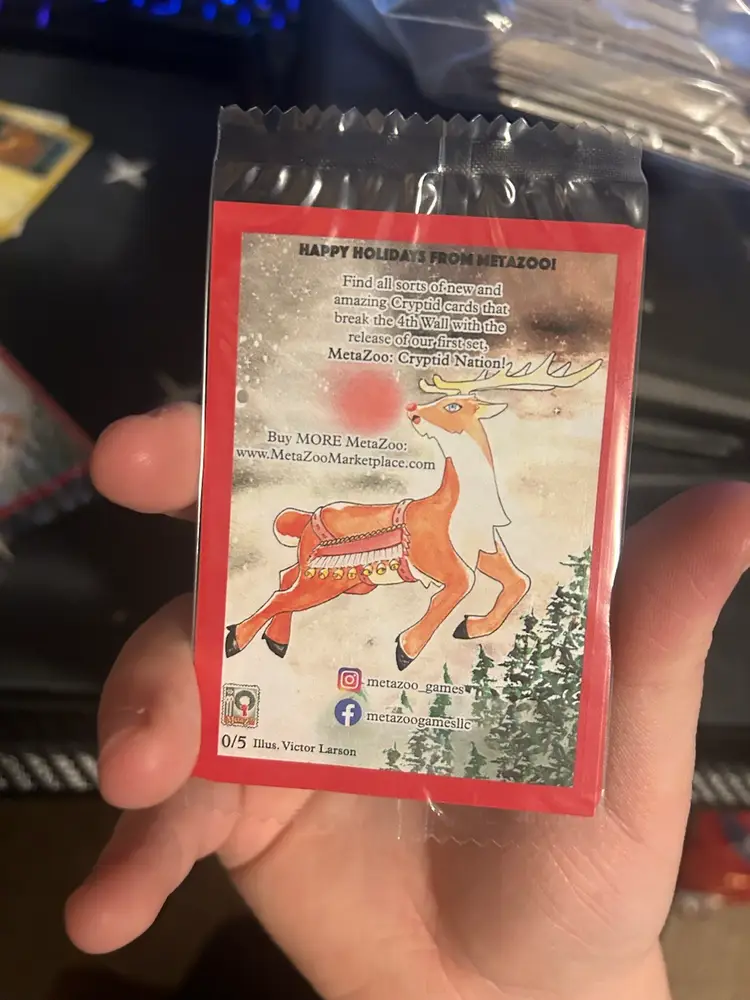 HAPPY HOLIDAYS FROM METAZOO!
Find all sorts of new and
amazing Cryptid cards that
break the 4th Wall with the
release of our first set,
MetaZoo: Cryptid Nation!
Buy MORE MetaZoo:
www.MetaZooMarketplace.com
metazoo_games
metazoogamesllc
0/5 Illus. Victor Larson